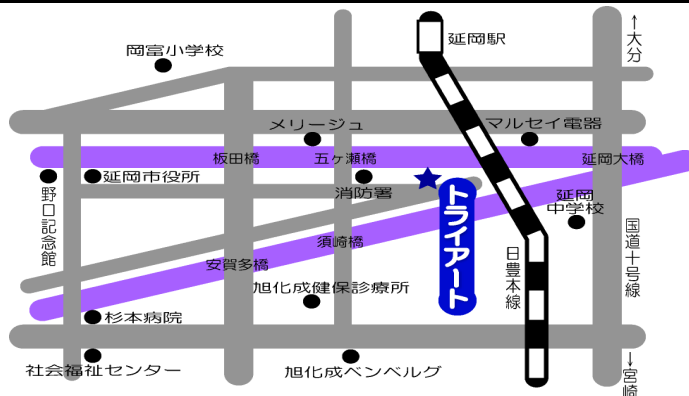 延岡駅
↑大分
岡富小学校
メリージュ
マルセイ電器
板田橋
五ヶ瀬橋
延岡大橋
延岡市役所
消防署
野口記念館
トライアート
延岡
中学校
須崎橋
安賀多橋
日豊本線
国道十号線
旭化成健保診療所
杉本病院
社会福祉センター
旭化成ベンベルグ
↓宮崎